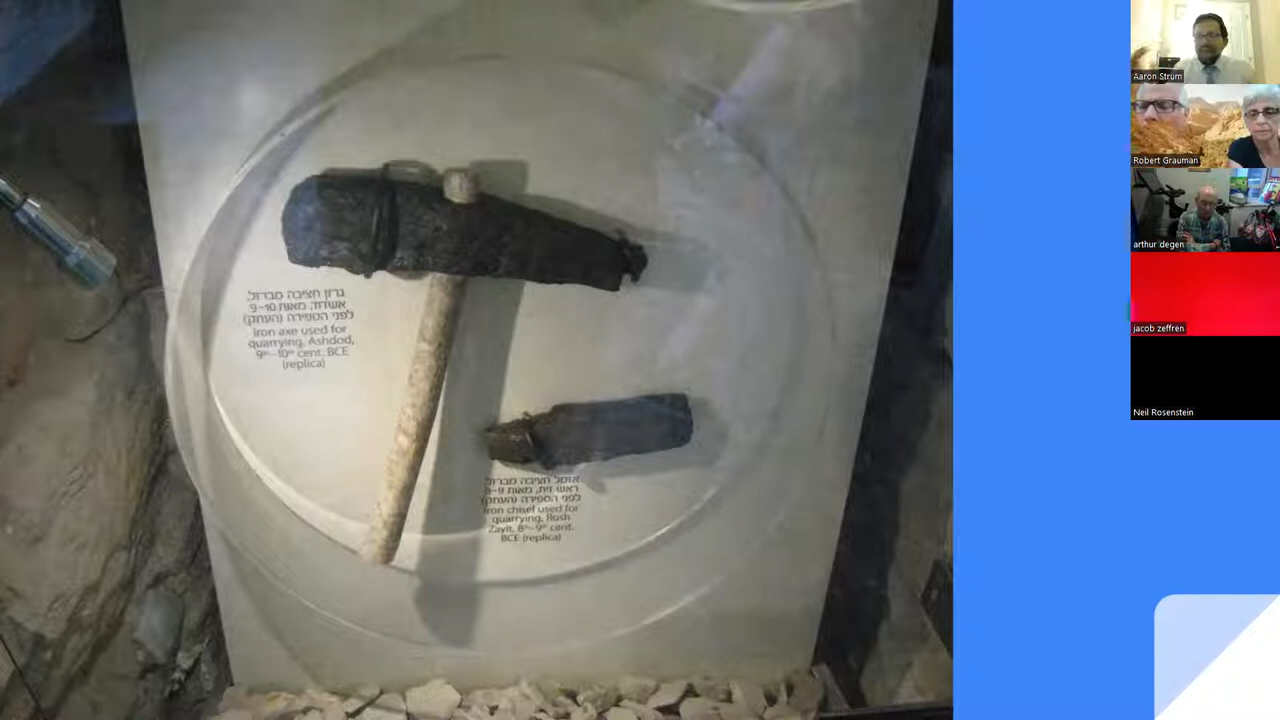 גרזן חציבה מברזל,
אשדוד, מאות 10–9
לפני הספירה (העתק)
Iron axe used for
quarrying, Ashdod,
9th–10th cent. BCE
(replica)
אזמל חציבה מברזל,
ראש זית, מאות 9–8
לפני הספירה (העתק)
Iron chisel used for
quarrying, Rosh
Zayit, 8th–9th cent.
BCE (replica)
Aaron Strum
Robert Grauman
arthur degen
jacob zeffren
Neil Rosenstein